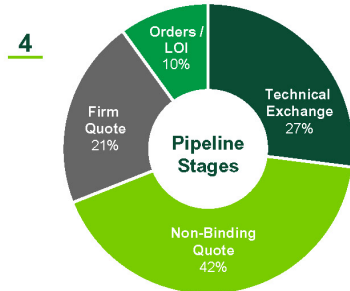 4
Orders /
LOI
10%
Technical
Exchange
27%
Firm
Quote
21%
Pipeline
Stages
Non-Binding
Quote
42%